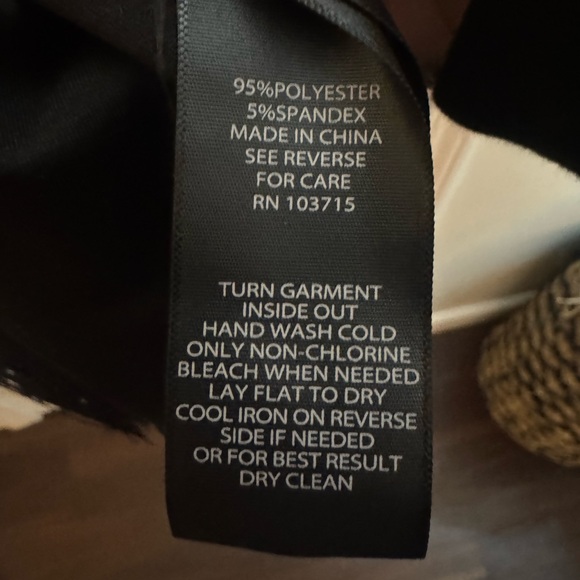 95%POLYESTER
5%SPANDEX
MADE IN CHINA
SEE REVERSE
FOR CARE
RN 103715
TURN GARMENT
INSIDE OUT
HAND WASH COLD
ONLY NON-CHLORINE
BLEACH WHEN NEEDED
LAY FLAT TO DRY
COOL IRON ON REVERSE
SIDE IF NEEDED
OR FOR BEST RESULT
DRY CLEAN